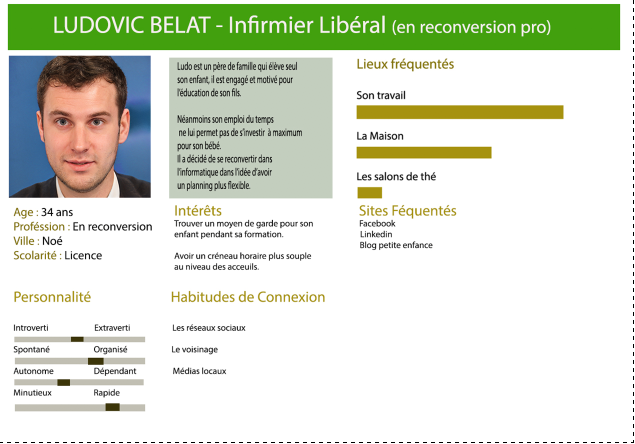 LUDOVIC BELAT - Infirmier Libéral (en reconversion pro)
Ludo est un père de famille qui élève seul
son enfant, il est engagé et motivé pour
l'éducation de son fils.
Néanmoins son emploi du temps
ne lui permet pas de s'investir à maximum
pour son bébé.
Il a décidé de se reconvertir dans
l'informatique dans l'idée d'avoir
un planning plus flexible.
Lieux fréquentés
Son travail
La Maison
Les salons de thé
Age : 34 ans
Proféssion : En reconversion
Ville : Noé
Scolarité : Licence
Intérêts
Trouver un moyen de garde pour son
enfant pendant sa formation.
Avoir un créneau horaire plus souple
au niveau des acceuils.
Sites Féquentés
Facebook
Linkedin
Blog petite enfance
Personnalité
Introverti Extraverti
Spontané Organisé
Autonome Dépendant
Minutieux Rapide
Habitudes de Connexion
Les réseaux sociaux
Le voisinage
Médias locaux